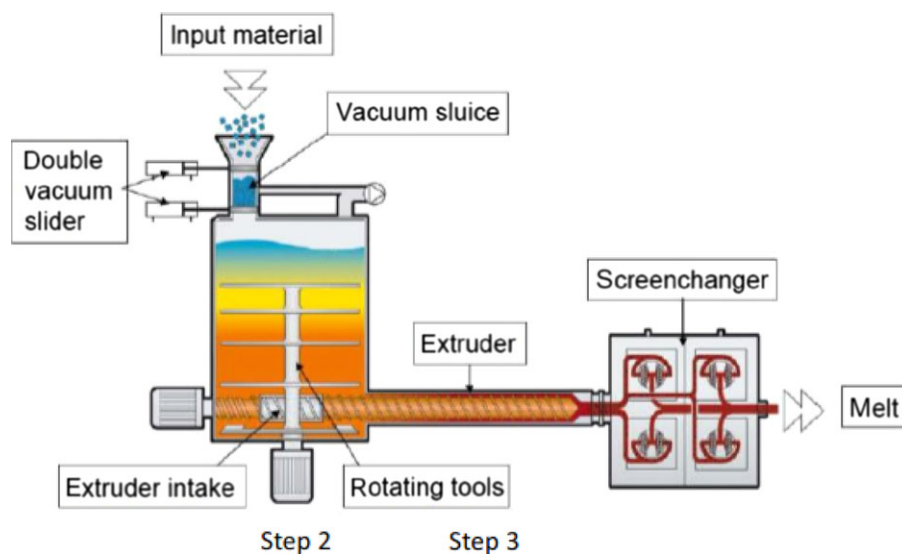 Input material
Vacuum sluice
Double
vacuum
slider
Screenchanger
Extruder
Melt
Extruder intake
Rotating tools
Step 2
Step 3